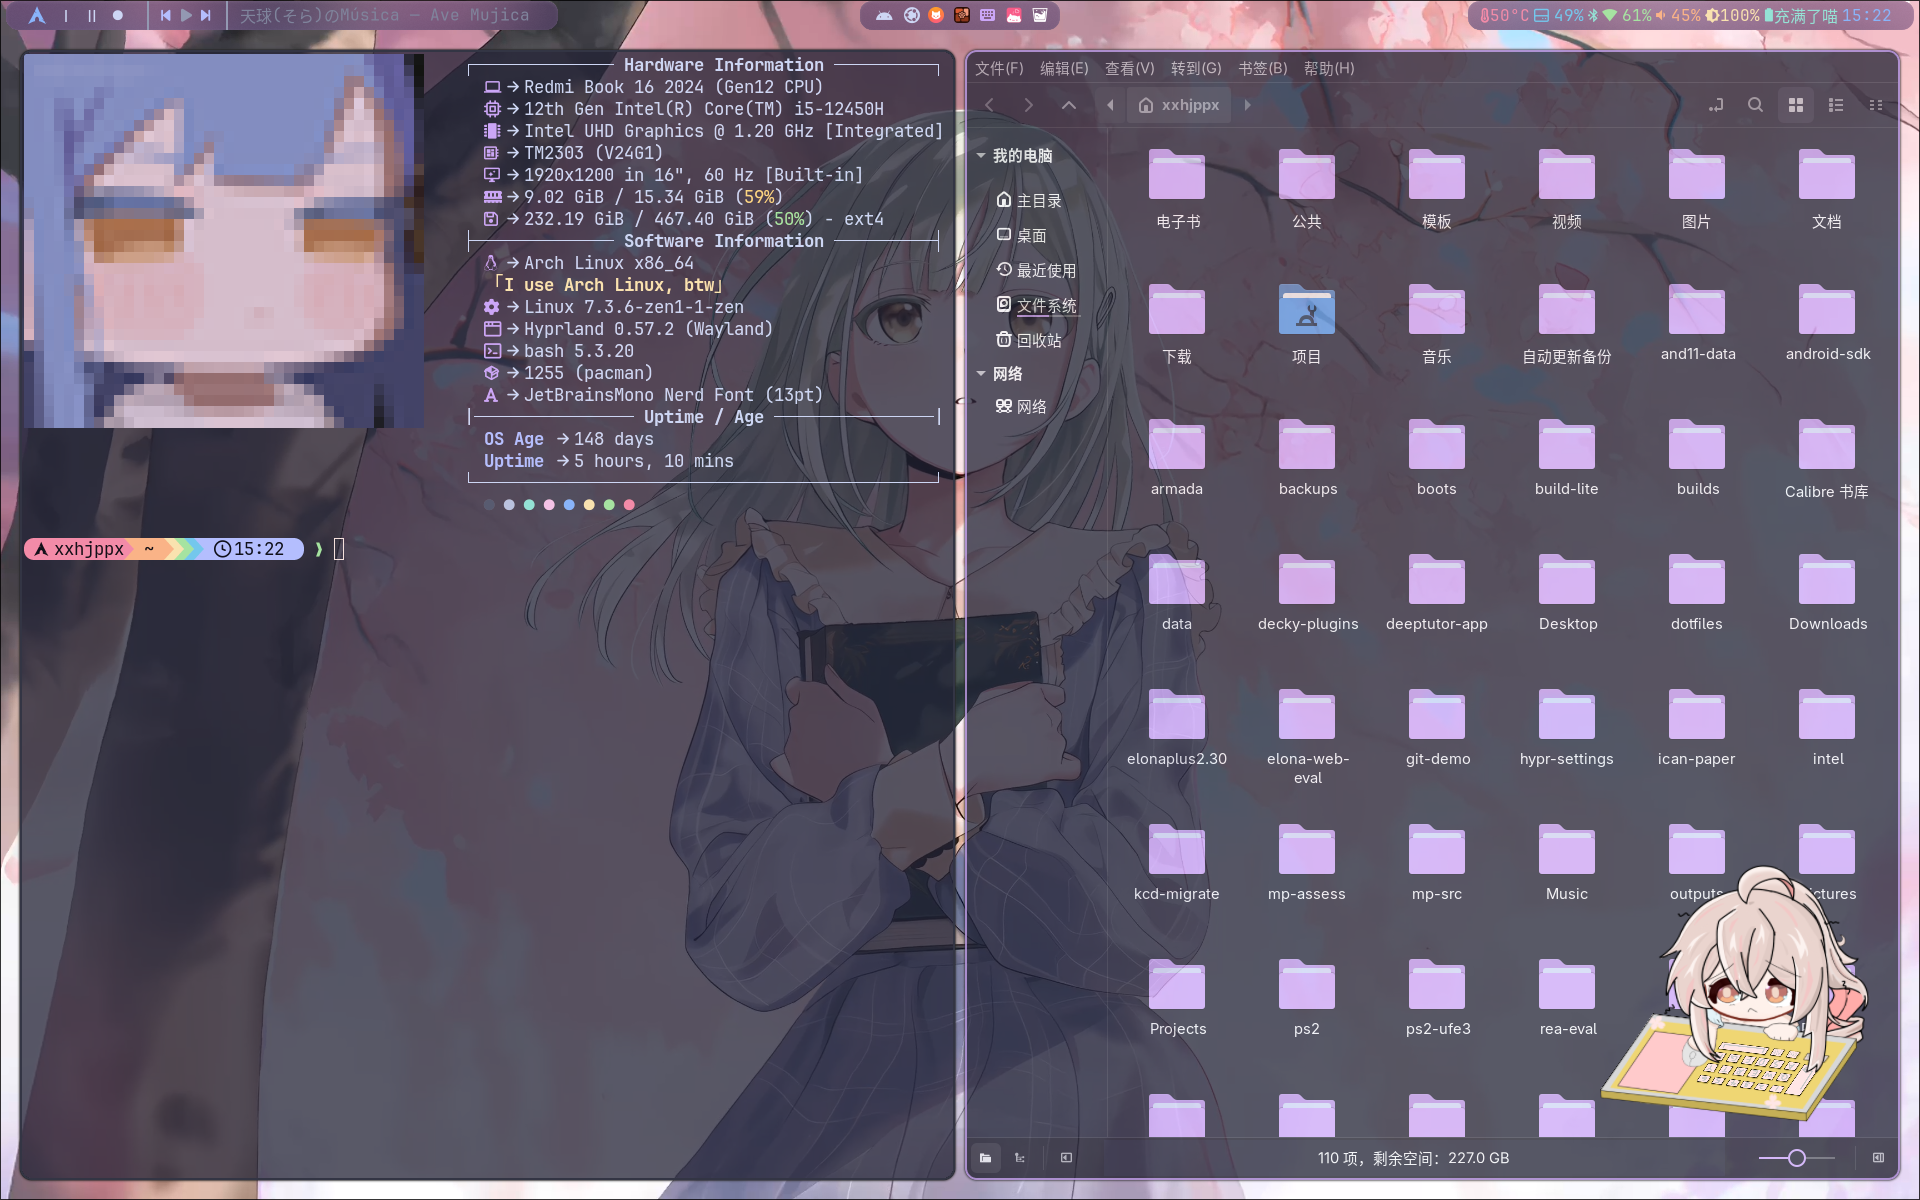 天球(そら)のMúsica — Ave Mujica
50°C 49% 61% 45% 100% 充满了喵 15:22
Hardware Information
Redmi Book 16 2024 (Gen12 CPU)
12th Gen Intel(R) Core(TM) i5-12450H
Intel UHD Graphics @ 1.20 GHz [Integrated]
TM2303 (V24G1)
1920x1200 in 16", 60 Hz [Built-in]
9.02 GiB / 15.34 GiB (59%)
232.19 GiB / 467.40 GiB (50%) - ext4
Software Information
Arch Linux x86_64
「I use Arch Linux, btw」
Linux 7.3.6-zen1-1-zen
Hyprland 0.57.2 (Wayland)
bash 5.3.20
1255 (pacman)
JetBrainsMono Nerd Font (13pt)
Uptime / Age
OS Age → 148 days
Uptime → 5 hours, 10 mins
xxhjppx ~ 15:22 ❯
文件(F) 编辑(E) 查看(V) 转到(G) 书签(B) 帮助(H)
xxhjppx
我的电脑
主目录
桌面
最近使用
文件系统
回收站
网络
网络
电子书 公共 模板 视频 图片 文档
下载 项目 音乐 自动更新备份 and11-data android-sdk
armada backups boots build-lite builds Calibre 书库
data decky-plugins deeptutor-app Desktop dotfiles Downloads
elonaplus2.30 elona-web-eval git-demo hypr-settings ican-paper intel
kcd-migrate mp-assess mp-src Music outputs ctures
Projects ps2 ps2-ufe3 rea-eval
110 项，剩余空间：227.0 GB